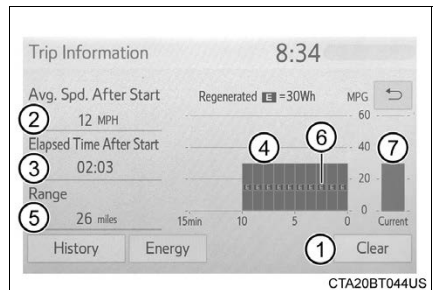 Trip Information 8:34
Avg. Spd. After Start Regenerated E =30Wh MPG
2 12 MPH
60
Elapsed Time After Start
4 6 40 7
3 02:03
E E E E E E E E E E 20
Range
5 26 miles
0
15min 10 5 0 Current
History Energy 1 Clear
CTA20BT044US